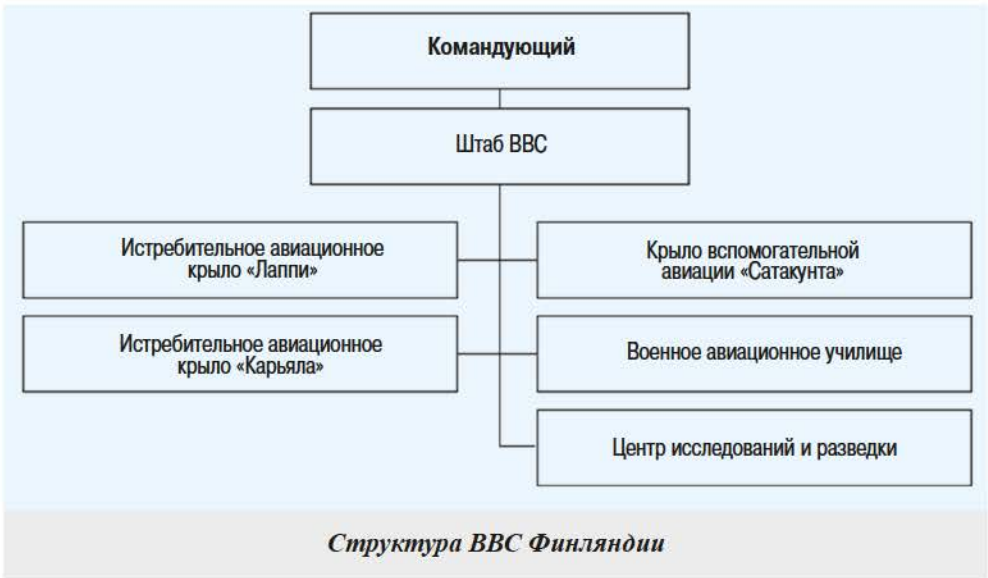 Командующий
Штаб ВВС
Истребительное авиационное
крыло «Лаппи»
Крыло вспомогательной
авиации «Сатакунта»
Истребительное авиационное
крыло «Карьяла»
Военное авиационное училище
Центр исследований и разведки
Структура ВВС Финляндии